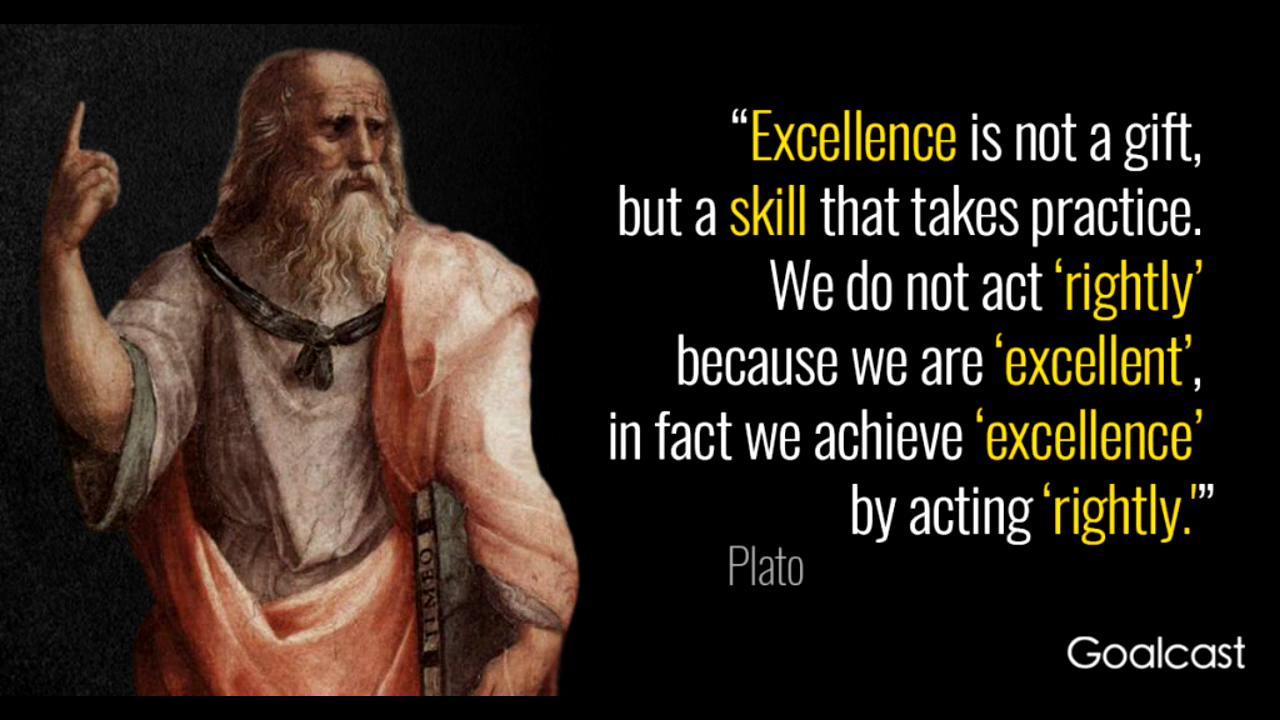 “Excellence is not a gift,
but a skill that takes practice.
We do not act ‘rightly’
because we are ‘excellent’,
in fact we achieve ‘excellence’
by acting ‘rightly.'”
Plato
TIMEO
Goalcast